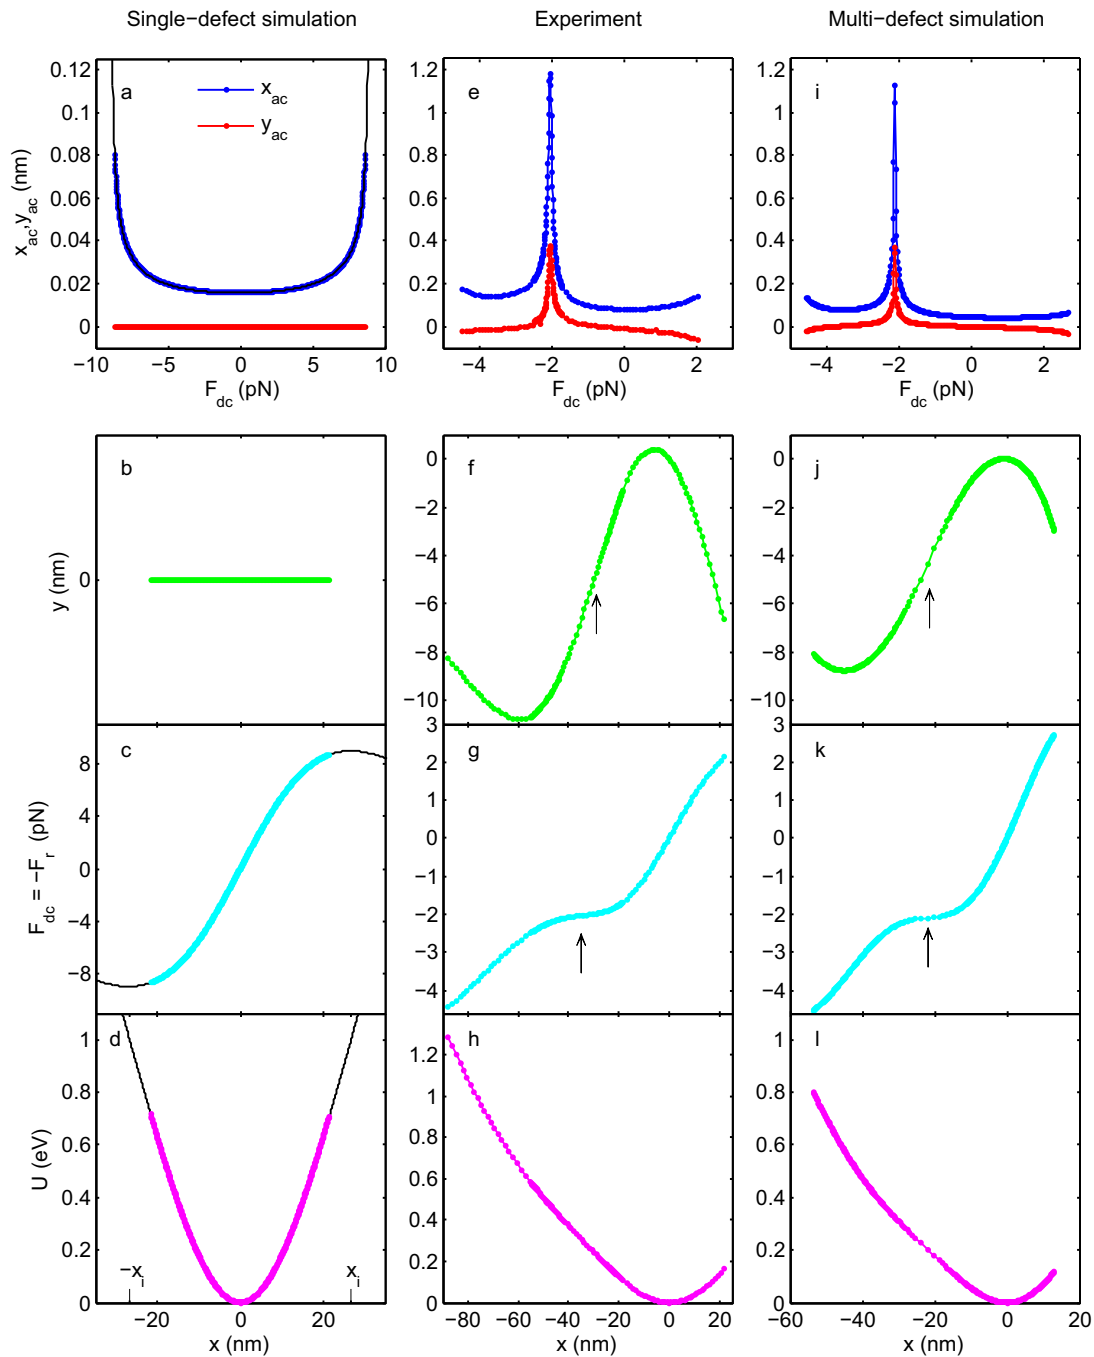 Single−defect simulation
Experiment
Multi−defect simulation
0.12
0.1
0.08
0.06
0.04
0.02
0
x_ac,y_ac (nm)
a
x_ac
y_ac
−10 −5 0 5 10
F_dc (pN)
1.2
1
0.8
0.6
0.4
0.2
0
e
−4 −2 0 2
F_dc (pN)
1.2
1
0.8
0.6
0.4
0.2
0
i
−4 −2 0 2
F_dc (pN)
b
y (nm)
0
f
0
−2
−4
−6
−8
−10
j
0
−2
−4
−6
−8
−10
c
F_dc = −F_r (pN)
8
4
0
−4
−8
g
3
2
1
0
−1
−2
−3
−4
k
3
2
1
0
−1
−2
−3
−4
d
U (eV)
1
0.8
0.6
0.4
0.2
0
−x_i
x_i
−20 0 20
x (nm)
h
1.2
1
0.8
0.6
0.4
0.2
0
−80 −60 −40 −20 0 20
x (nm)
l
1
0.8
0.6
0.4
0.2
0
−60 −40 −20 0 20
x (nm)